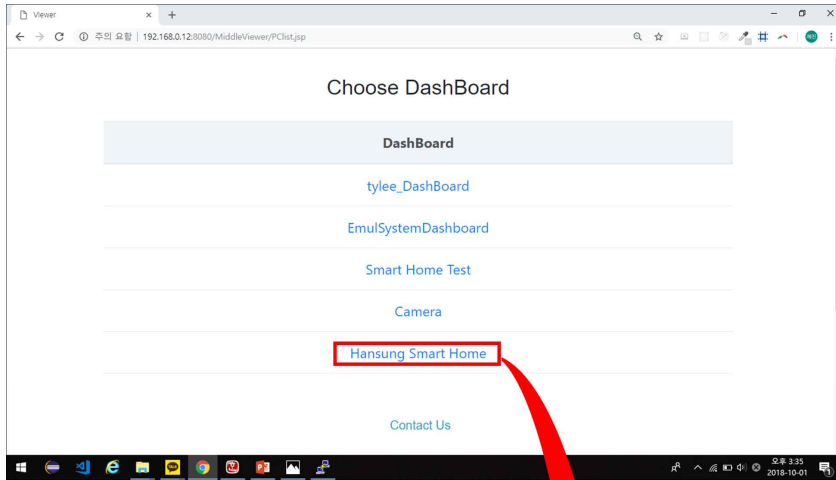 Viewer
주의 요함 | 192.168.0.12:8080/MiddleViewer/PClist.jsp
Choose DashBoard
DashBoard
tylee_DashBoard
EmulSystemDashboard
Smart Home Test
Camera
Hansung Smart Home
Contact Us
오후 3:35
2018-10-01